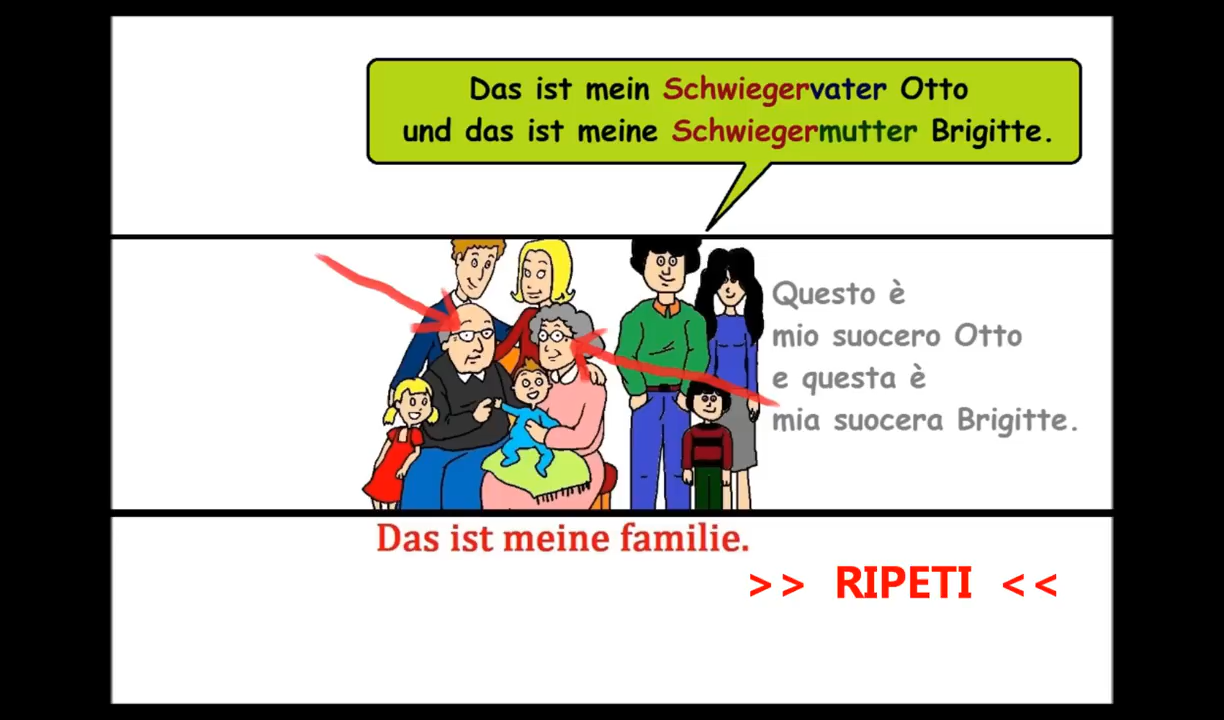 Das ist mein Schwiegervater Otto
und das ist meine Schwiegermutter Brigitte.
Questo è
mio suocero Otto
e questa è
mia suocera Brigitte.
Das ist meine familie.
>> RIPETI <<